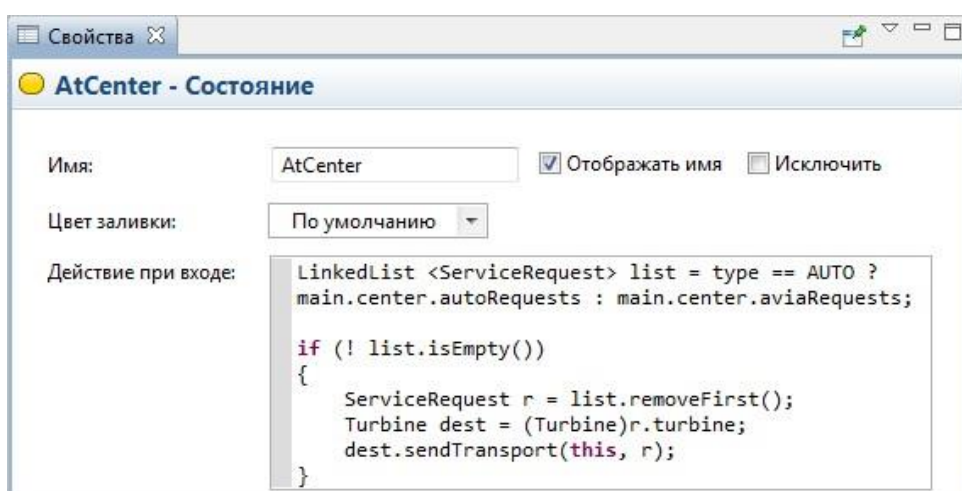 Свойства
AtCenter - Состояние
Имя: AtCenter Отображать имя Исключить
Цвет заливки: По умолчанию
Действие при входе: LinkedList <ServiceRequest> list = type == AUTO ?
main.center.autoRequests : main.center.aviaRequests;
if (! list.isEmpty())
{
ServiceRequest r = list.removeFirst();
Turbine dest = (Turbine)r.turbine;
dest.sendTransport(this, r);
}